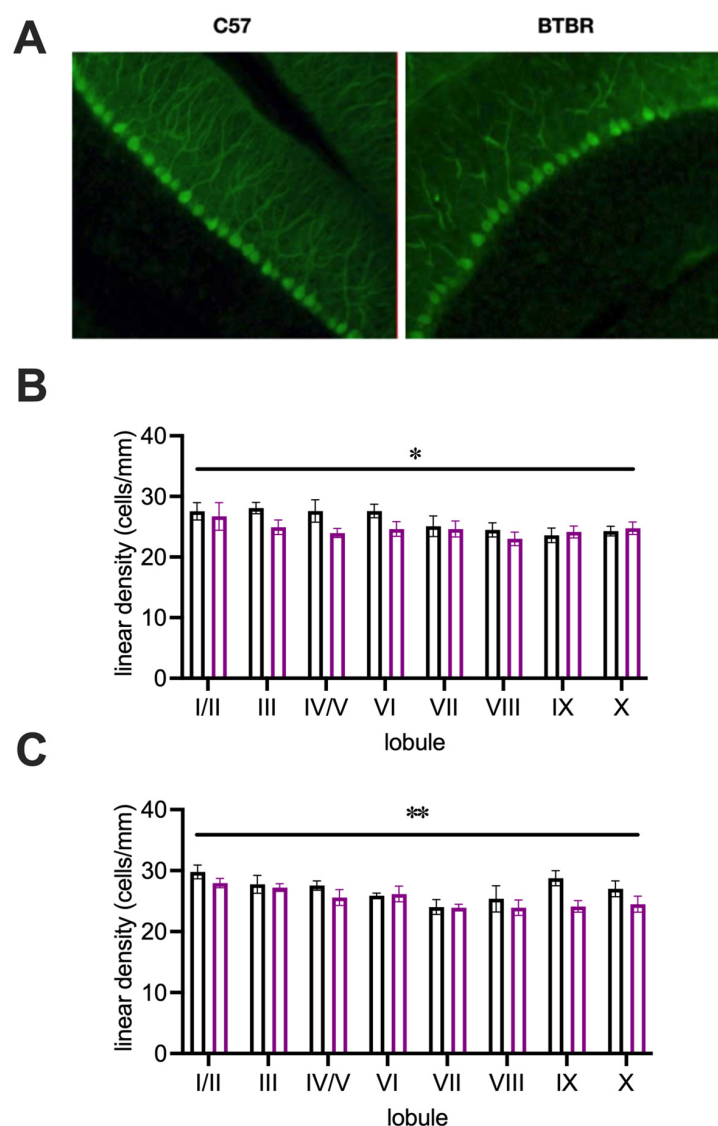 A
C57
BTBR
B
linear density (cells/mm)
40
30
20
10
0
*
I/II
III
IV/V
VI
VII
VIII
IX
X
lobule
C
linear density (cells/mm)
40
30
20
10
0
**
I/II
III
IV/V
VI
VII
VIII
IX
X
lobule